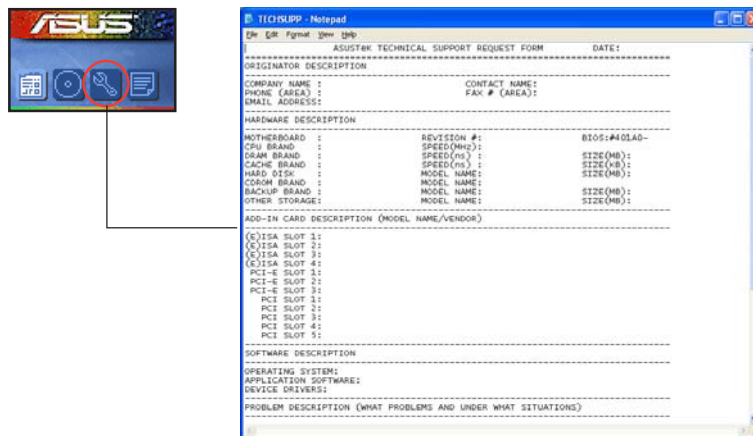 ASUS
TECHSUPP - Notepad
File Edit Format View Help
ASUSTeK TECHNICAL SUPPORT REQUEST FORM DATE:
ORIGINATOR DESCRIPTION
COMPANY NAME : CONTACT NAME:
PHONE (AREA) : FAX # (AREA):
EMAIL ADDRESS:
HARDWARE DESCRIPTION
MOTHERBOARD : REVISION #: BIOS:#401A0-
CPU BRAND : SPEED(MHz):
DRAM BRAND : SPEED(ns) : SIZE(MB):
CACHE BRAND : SPEED(ns) : SIZE(KB):
HARD DISK : MODEL NAME: SIZE(MB):
CDROM BRAND : MODEL NAME:
BACKUP BRAND : MODEL NAME: SIZE(MB):
OTHER STORAGE: MODEL NAME: SIZE(MB):
ADD-IN CARD DESCRIPTION (MODEL NAME/VENDOR)
(E)ISA SLOT 1:
(E)ISA SLOT 2:
(E)ISA SLOT 3:
(E)ISA SLOT 4:
PCI-E SLOT 1:
PCI-E SLOT 2:
PCI-E SLOT 3:
PCI SLOT 1:
PCI SLOT 2:
PCI SLOT 3:
PCI SLOT 4:
PCI SLOT 5:
SOFTWARE DESCRIPTION
OPERATING SYSTEM:
APPLICATION SOFTWARE:
DEVICE DRIVERS:
PROBLEM DESCRIPTION (WHAT PROBLEMS AND UNDER WHAT SITUATIONS)